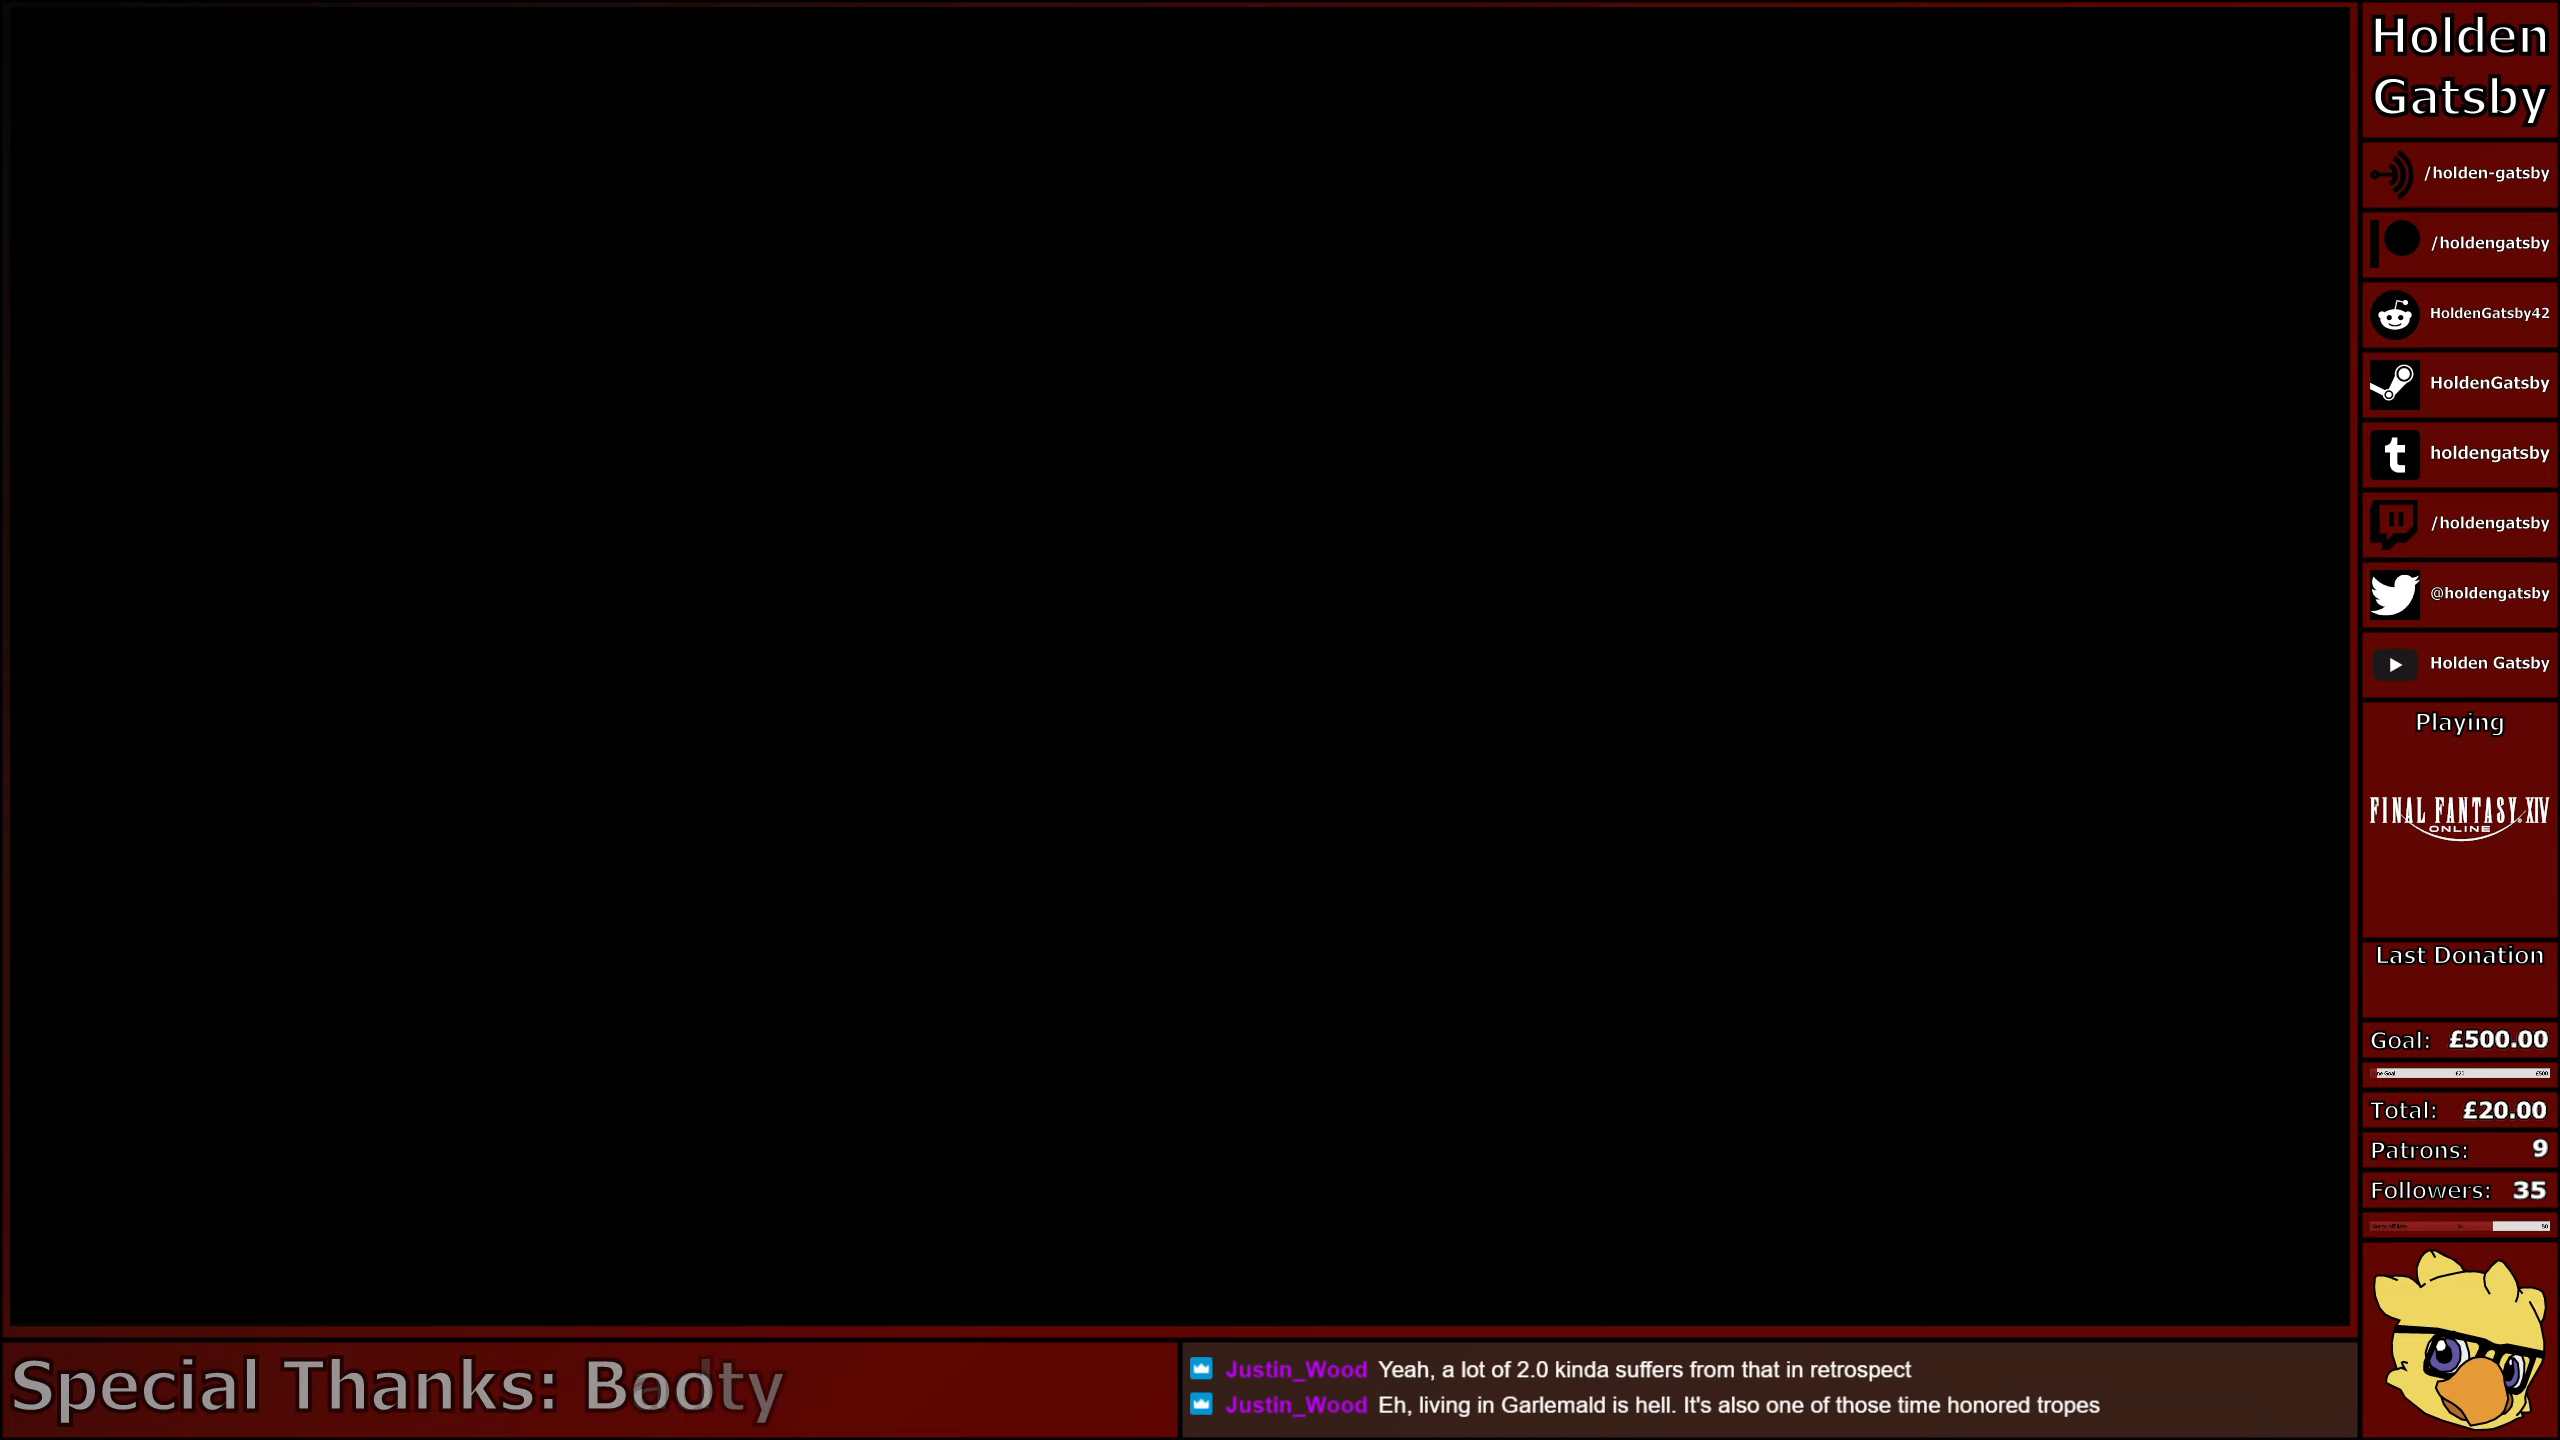 Holden
Gatsby
/holden-gatsby
/holdengatsby
HoldenGatsby42
HoldenGatsby
holdengatsby
/holdengatsby
@holdengatsby
Holden Gatsby
Playing
FINAL FANTASY XIV
ONLINE
Last Donation
Goal: £500.00
Goal £500
Total: £20.00
Patrons: 9
Followers: 35
50
Special Thanks:
Justin_Wood Yeah, a lot of 2.0 kinda suffers from that in retrospect
Justin_Wood Eh, living in Garlemald is hell. It's also one of those time honored tropes